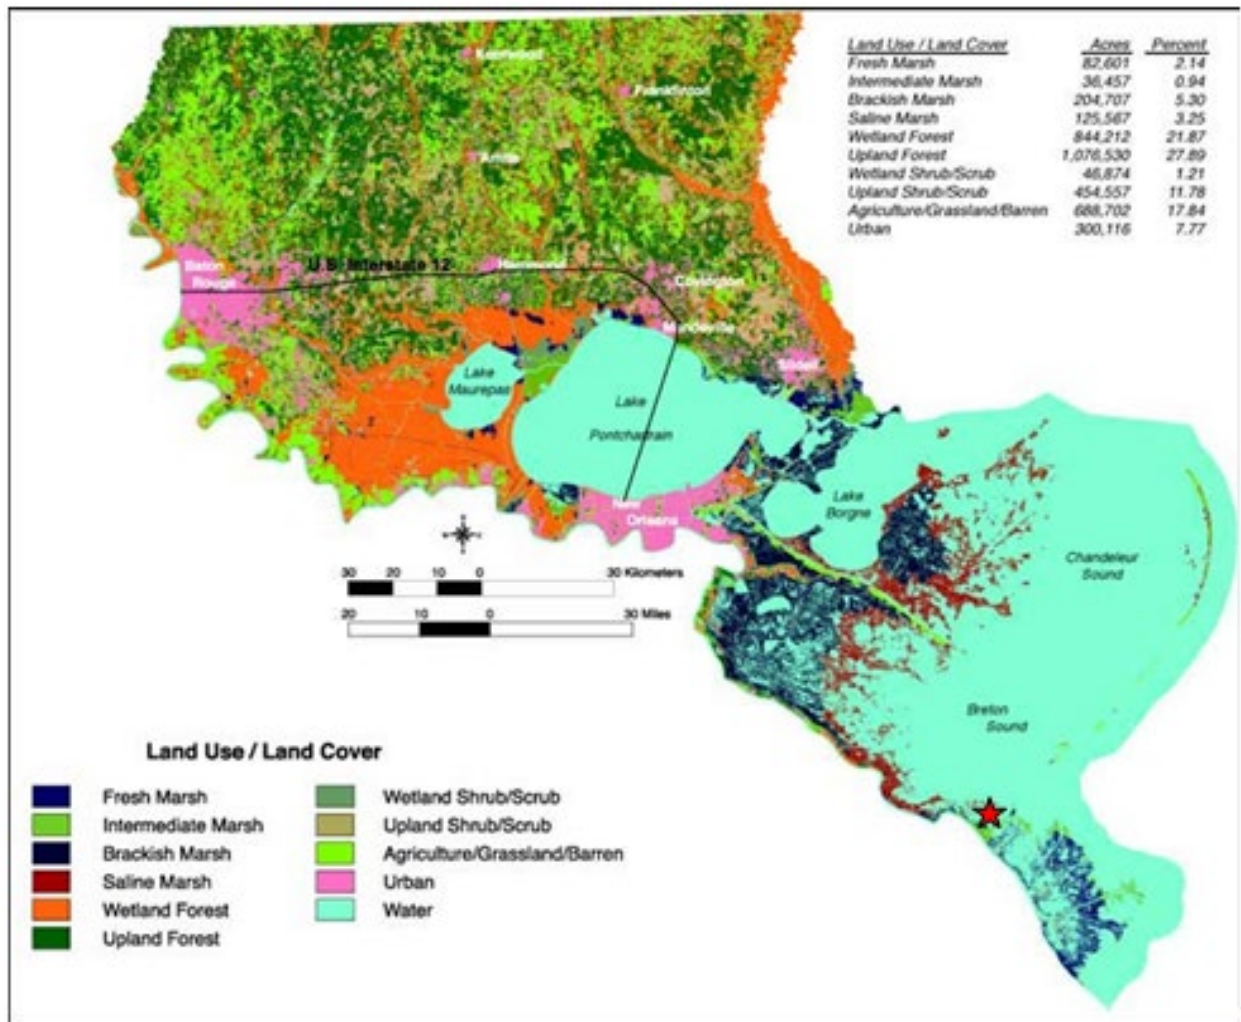 Land Use / Land Cover Acres Percent
Fresh Marsh 82,601 2.14
Intermediate Marsh 36,457 0.94
Brackish Marsh 204,707 5.30
Saline Marsh 125,567 3.25
Wetland Forest 844,212 21.87
Upland Forest 1,076,530 27.89
Wetland Shrub/Scrub 46,874 1.21
Upland Shrub/Scrub 454,557 11.78
Agriculture/Grassland/Barren 688,702 17.84
Urban 300,116 7.77
Kentwood
Franklinton
Amite
Baton
Rouge
U.S. Interstate 12
Hammond
Covington
Mandeville
Slidell
Lake
Maurepas
Lake
Pontchartrain
New
Orleans
Lake
Borgne
Chandeleur
Sound
Breton
Sound
30 20 10 0 30 Kilometers
20 10 0 30 Miles
Land Use / Land Cover
Fresh Marsh
Intermediate Marsh
Brackish Marsh
Saline Marsh
Wetland Forest
Upland Forest
Wetland Shrub/Scrub
Upland Shrub/Scrub
Agriculture/Grassland/Barren
Urban
Water